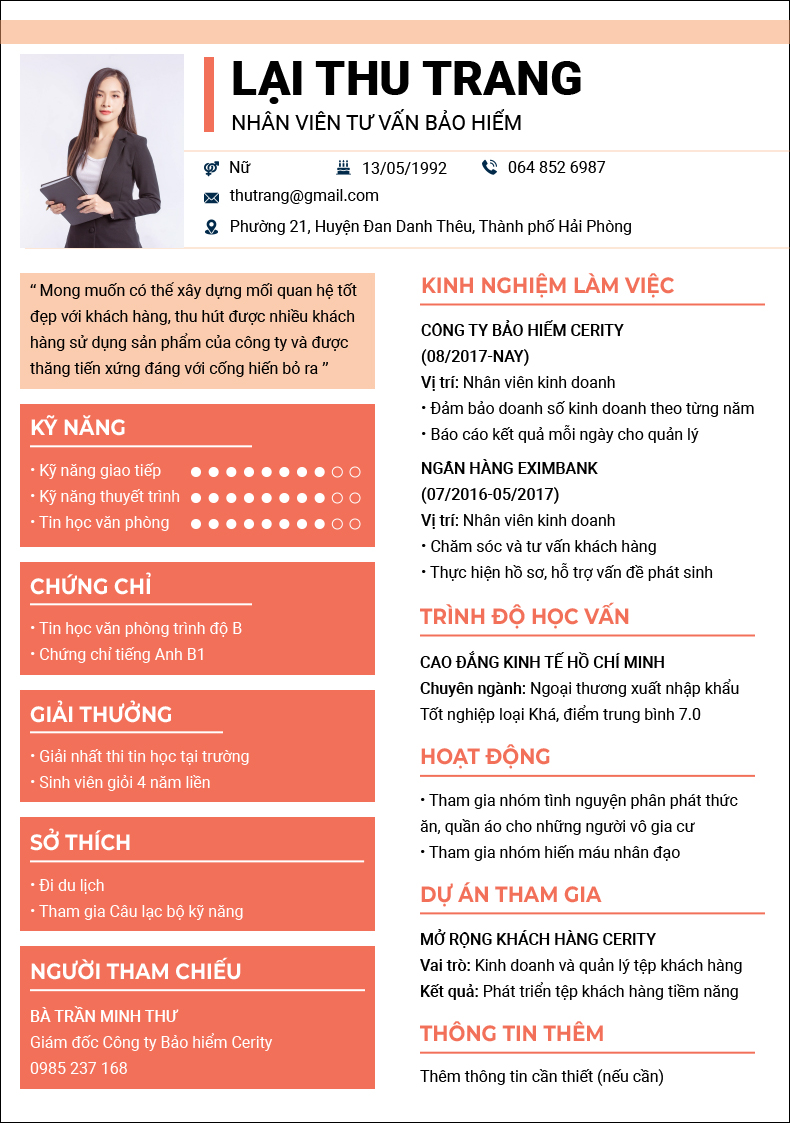 LẠI THU TRANG
NHÂN VIÊN TƯ VẤN BẢO HIỂM
Nữ
13/05/1992
064 852 6987
thutrang@gmail.com
Phường 21, Huyện Đan Danh Thêu, Thành phố Hải Phòng
“ Mong muốn có thể xây dựng mối quan hệ tốt
đẹp với khách hàng, thu hút được nhiều khách
hàng sử dụng sản phẩm của công ty và được
thăng tiến xứng đáng với cống hiến bỏ ra ”
KỸ NĂNG
• Kỹ năng giao tiếp
• Kỹ năng thuyết trình
• Tin học văn phòng
CHỨNG CHỈ
• Tin học văn phòng trình độ B
• Chứng chỉ tiếng Anh B1
GIẢI THƯỞNG
• Giải nhất thi tin học tại trường
• Sinh viên giỏi 4 năm liền
SỞ THÍCH
• Đi du lịch
• Tham gia Câu lạc bộ kỹ năng
NGƯỜI THAM CHIẾU
BÀ TRẦN MINH THƯ
Giám đốc Công ty Bảo hiểm Cerity
0985 237 168
KINH NGHIỆM LÀM VIỆC
CÔNG TY BẢO HIỂM CERITY
(08/2017-NAY)
Vị trí: Nhân viên kinh doanh
• Đảm bảo doanh số kinh doanh theo từng năm
• Báo cáo kết quả mỗi ngày cho quản lý
NGÂN HÀNG EXIMBANK
(07/2016-05/2017)
Vị trí: Nhân viên kinh doanh
• Chăm sóc và tư vấn khách hàng
• Thực hiện hồ sơ, hỗ trợ vấn đề phát sinh
TRÌNH ĐỘ HỌC VẤN
CAO ĐẲNG KINH TẾ HỒ CHÍ MINH
Chuyên ngành: Ngoại thương xuất nhập khẩu
Tốt nghiệp loại Khá, điểm trung bình 7.0
HOẠT ĐỘNG
• Tham gia nhóm tình nguyện phân phát thức
ăn, quần áo cho những người vô gia cư
• Tham gia nhóm hiến máu nhân đạo
DỰ ÁN THAM GIA
MỞ RỘNG KHÁCH HÀNG CERITY
Vai trò: Kinh doanh và quản lý tệp khách hàng
Kết quả: Phát triển tệp khách hàng tiềm năng
THÔNG TIN THÊM
Thêm thông tin cần thiết (nếu cần)